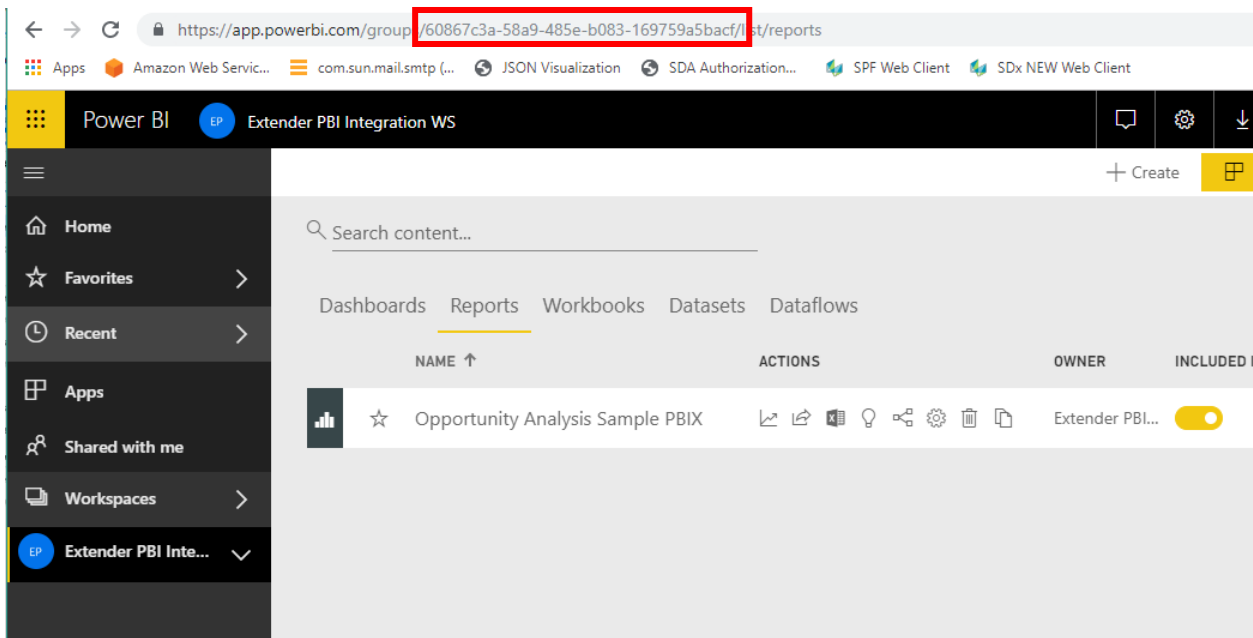 https://app.powerbi.com/group /60867c3a-58a9-485e-b083-169759a5bacf/list/reports
Apps Amazon Web Servic... com.sun.mail.smtp (... JSON Visualization SDA Authorization... SPF Web Client SDx NEW Web Client
Power BI EP Extender PBI Integration WS
Create
Home
Search content...
Favorites
Dashboards Reports Workbooks Datasets Dataflows
Recent
NAME ACTIONS OWNER INCLUDED
Apps
Opportunity Analysis Sample PBIX Extender PBI...
Shared with me
Workspaces
EP Extender PBI Inte...